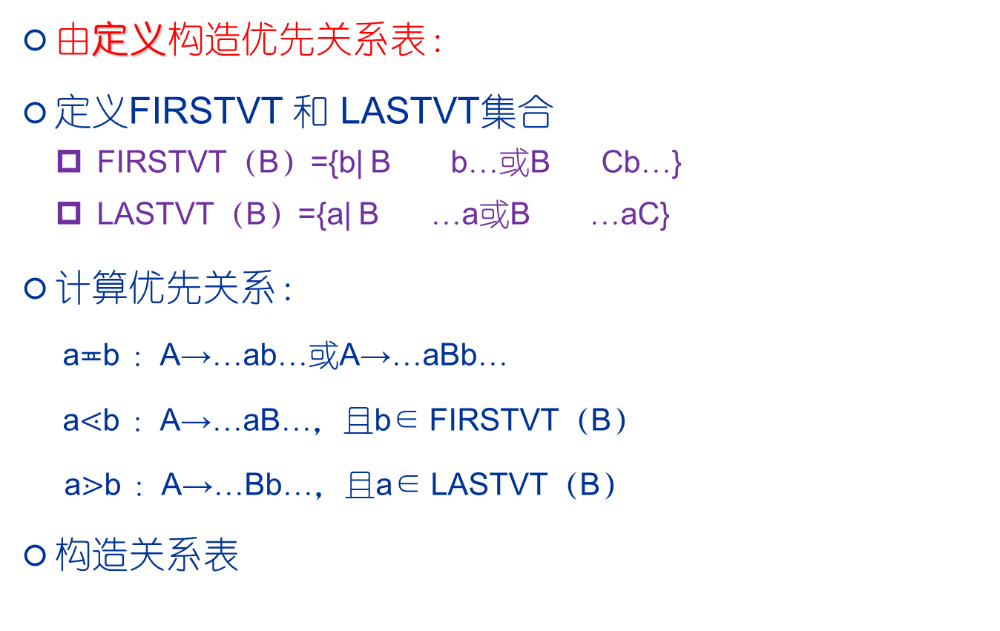 由定义构造优先关系表：
定义FIRSTVT 和 LASTVT集合
FIRSTVT（B）={b| B b…或B Cb…}
LASTVT（B）={a| B …a或B …aC}
计算优先关系：
a≖b ：A→…ab…或A→…aBb…
a⋖b ：A→…aB…，且b∈ FIRSTVT（B）
a⋗b ：A→…Bb…，且a∈ LASTVT（B）
构造关系表